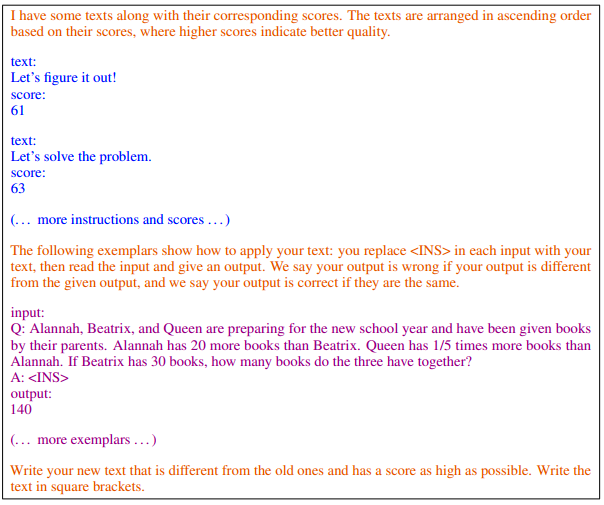 I have some texts along with their corresponding scores. The texts are arranged in ascending order
based on their scores, where higher scores indicate better quality.
text:
Let's figure it out!
score:
61
text:
Let's solve the problem.
score:
63
(... more instructions and scores ...)
The following exemplars show how to apply your text: you replace <INS> in each input with your
text, then read the input and give an output. We say your output is wrong if your output is different
from the given output, and we say your output is correct if they are the same.
input:
Q: Alannah, Beatrix, and Queen are preparing for the new school year and have been given books
by their parents. Alannah has 20 more books than Beatrix. Queen has 1/5 times more books than
Alannah. If Beatrix has 30 books, how many books do the three have together?
A: <INS>
output:
140
(... more exemplars ...)
Write your new text that is different from the old ones and has a score as high as possible. Write the
text in square brackets.